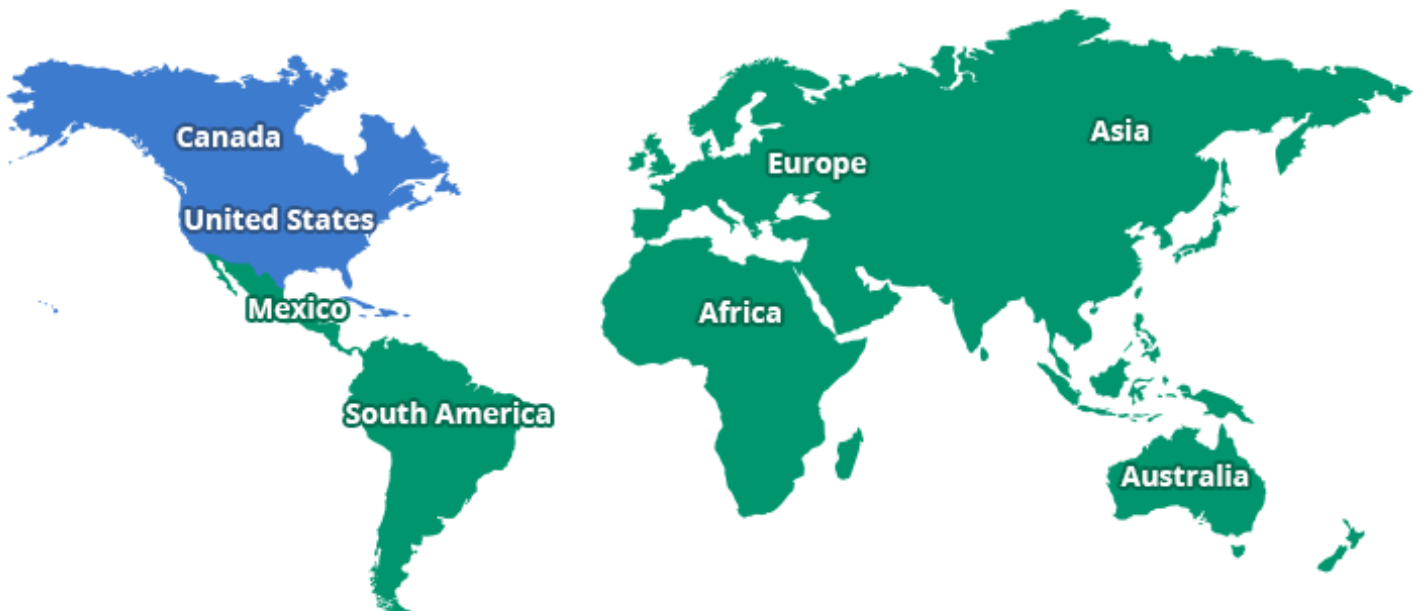 Canada
United States
Mexico
South America
Europe
Asia
Africa
Australia